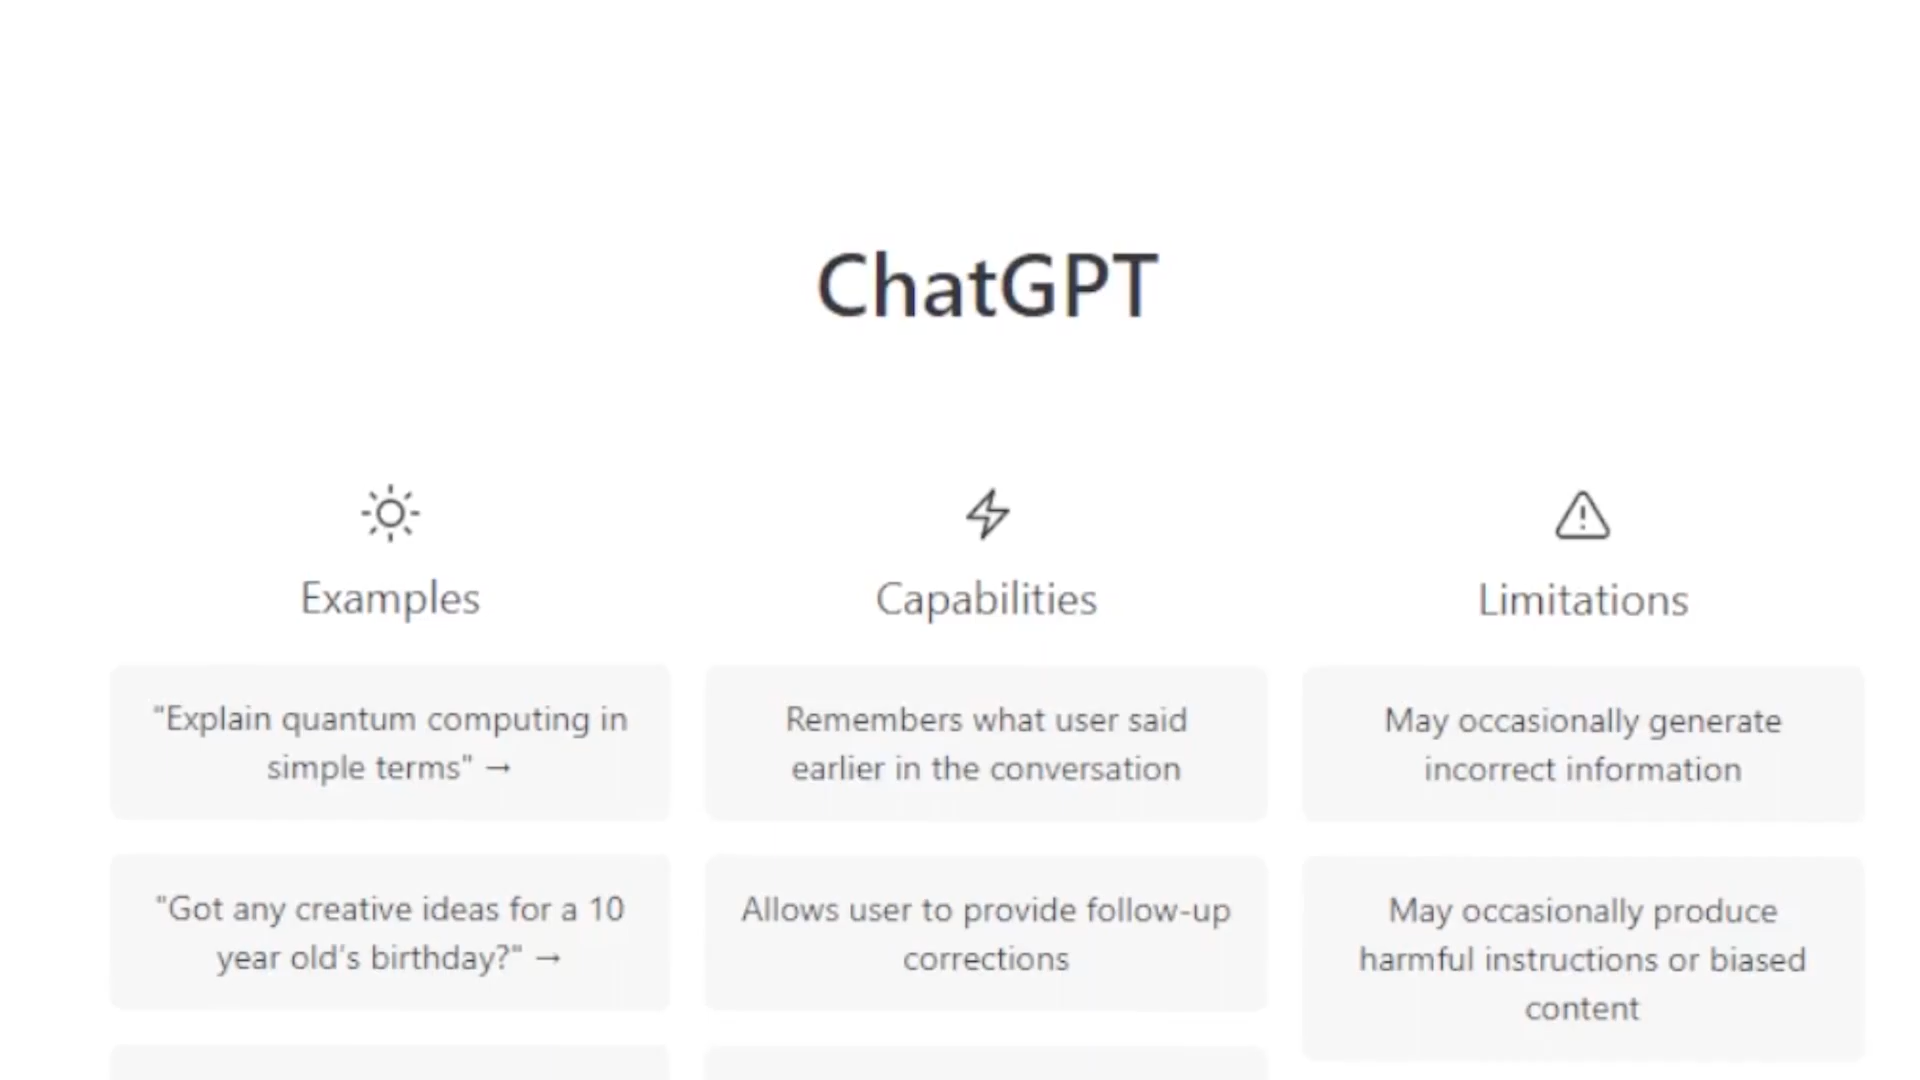 ChatGPT
Examples
Capabilities
Limitations
"Explain quantum computing in
simple terms" →
Remembers what user said
earlier in the conversation
May occasionally generate
incorrect information
"Got any creative ideas for a 10
year old's birthday?" →
Allows user to provide follow-up
corrections
May occasionally produce
harmful instructions or biased
content